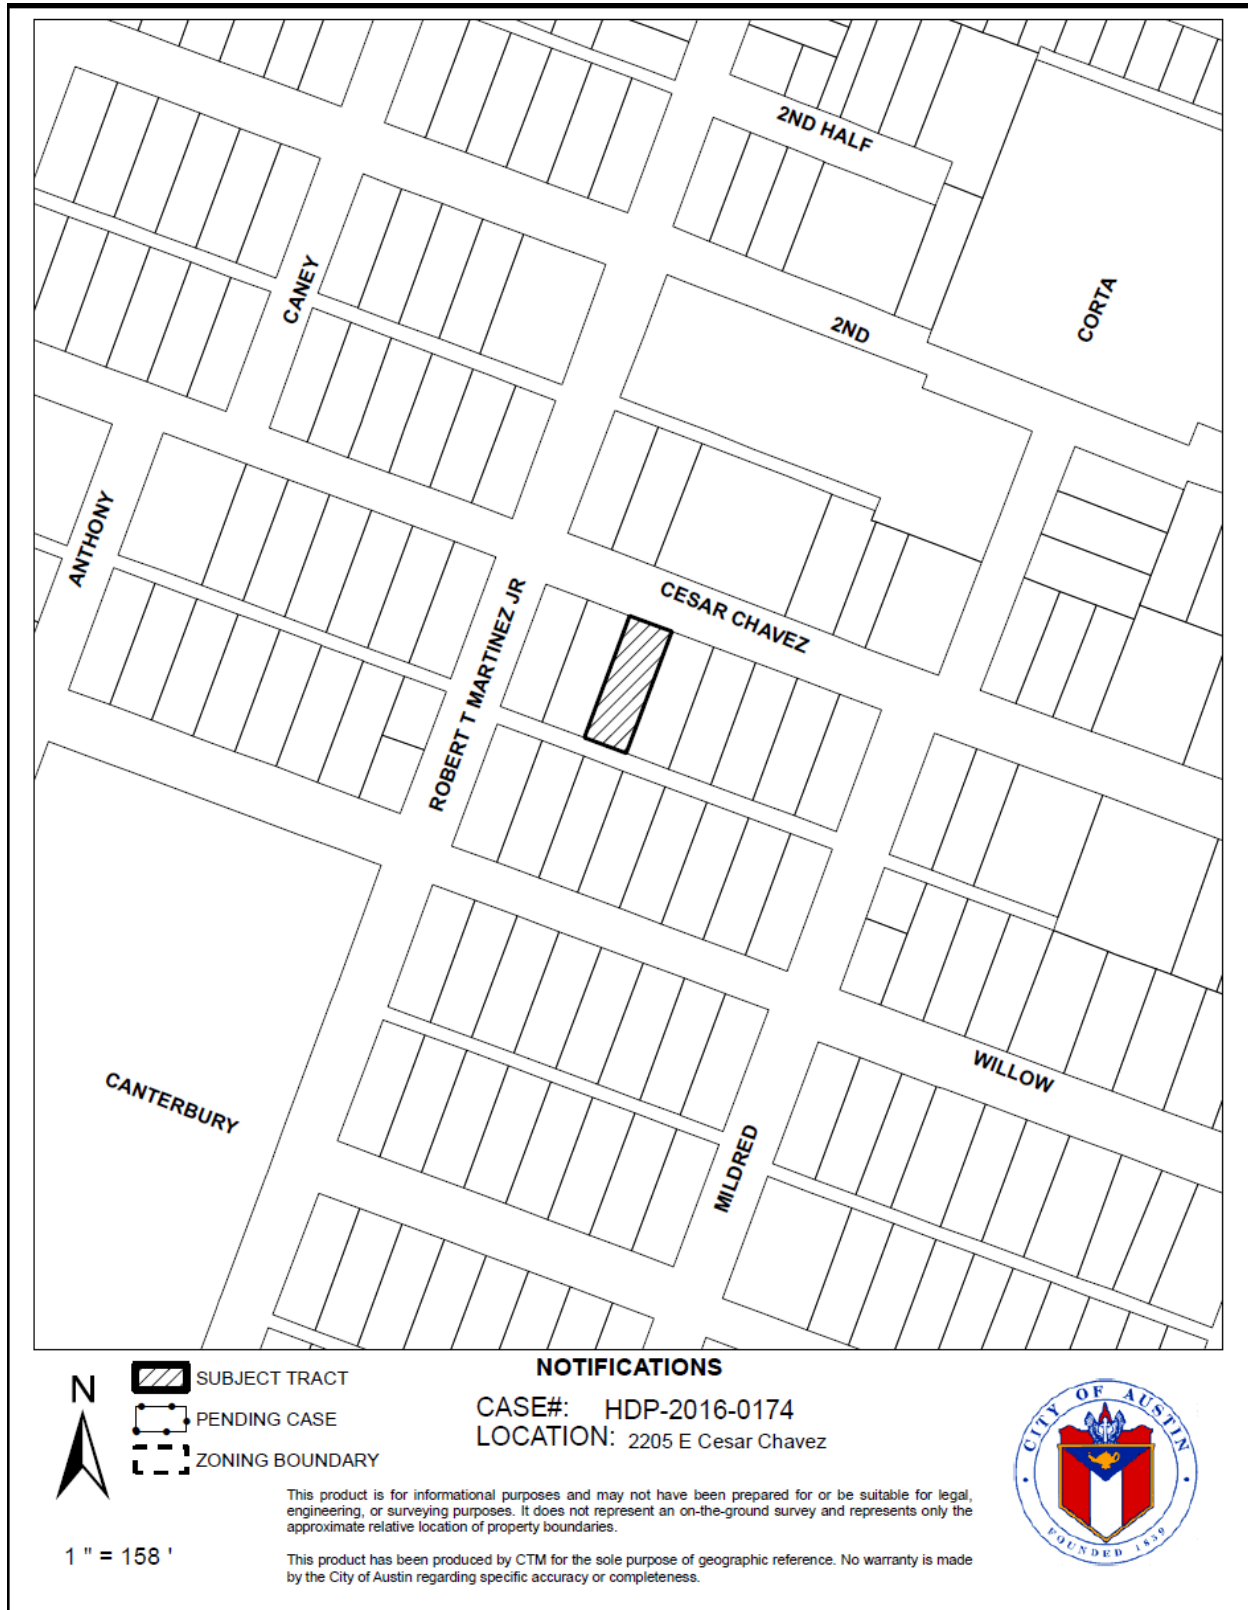 2ND HALF
CORTA
CANEY
2ND
ANTHONY
CESAR CHAVEZ
ROBERT T MARTINEZ JR
WILLOW
CANTERBURY
MILDRED
NOTIFICATIONS
N
SUBJECT TRACT
CASE#: HDP-2016-0174
PENDING CASE
LOCATION: 2205 E Cesar Chavez
ZONING BOUNDARY
CITY OF AUSTIN
FOUNDED 1839
This product is for informational purposes and may not have been prepared for or be suitable for legal,
engineering, or surveying purposes. It does not represent an on-the-ground survey and represents only the
approximate relative location of property boundaries.
1 " = 158 '
This product has been produced by CTM for the sole purpose of geographic reference. No warranty is made
by the City of Austin regarding specific accuracy or completeness.